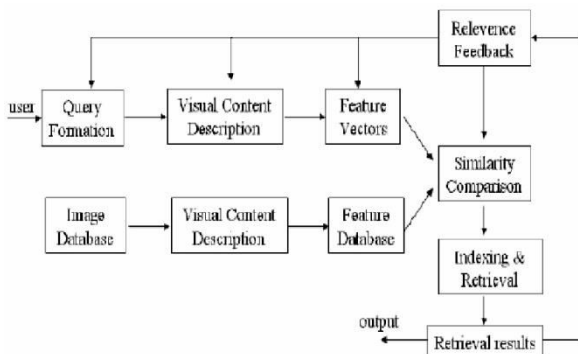 Relevence
Feedback
user
Query
Formation
Visual Content
Description
Feature
Vectors
Similarity
Comparison
Image
Database
Visual Content
Description
Feature
Database
Indexing &
Retrieval
output
Retrieval results